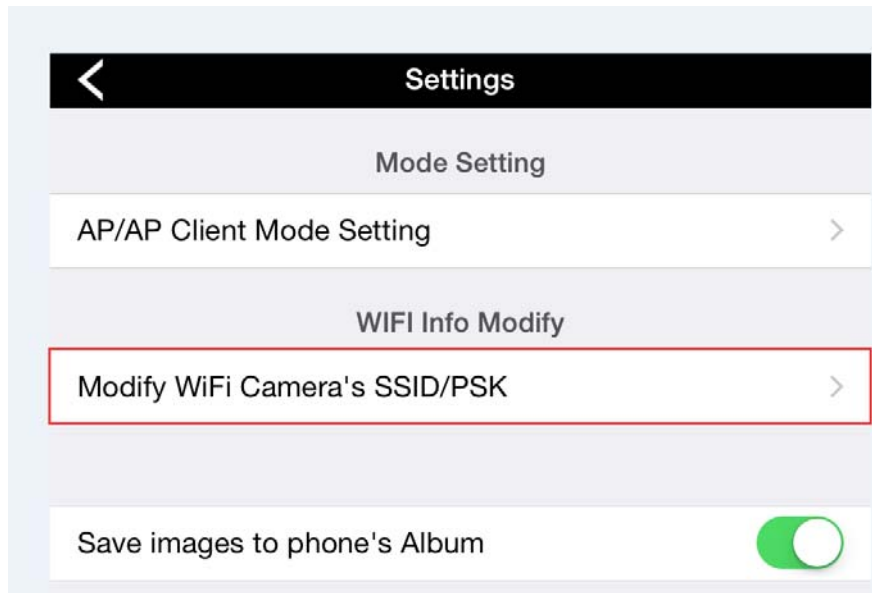 Settings
Mode Setting
AP/AP Client Mode Setting
WIFI Info Modify
Modify WiFi Camera's SSID/PSK
Save images to phone's Album